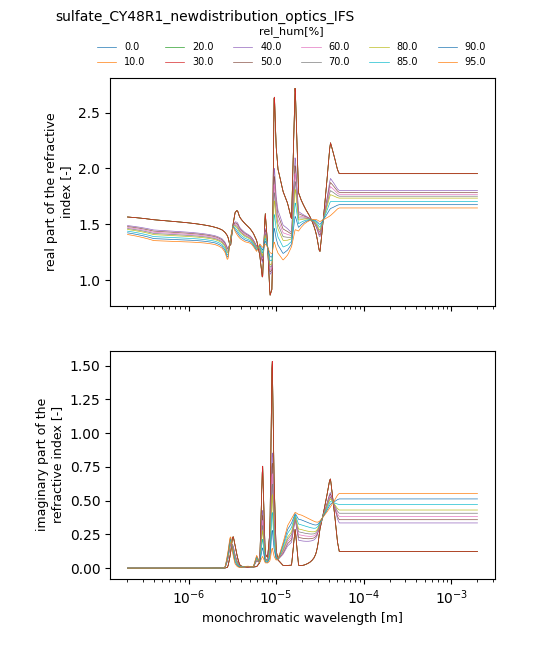 sulfate_CY48R1_newdistribution_optics_IFS
rel_hum[%]
0.0 20.0 40.0 60.0 80.0 90.0
10.0 30.0 50.0 70.0 85.0 95.0
real part of the refractive
index [-]
2.5
2.0
1.5
1.0
imaginary part of the
refractive index [-]
1.50
1.25
1.00
0.75
0.50
0.25
0.00
10⁻⁶ 10⁻⁵ 10⁻⁴ 10⁻³
monochromatic wavelength [m]